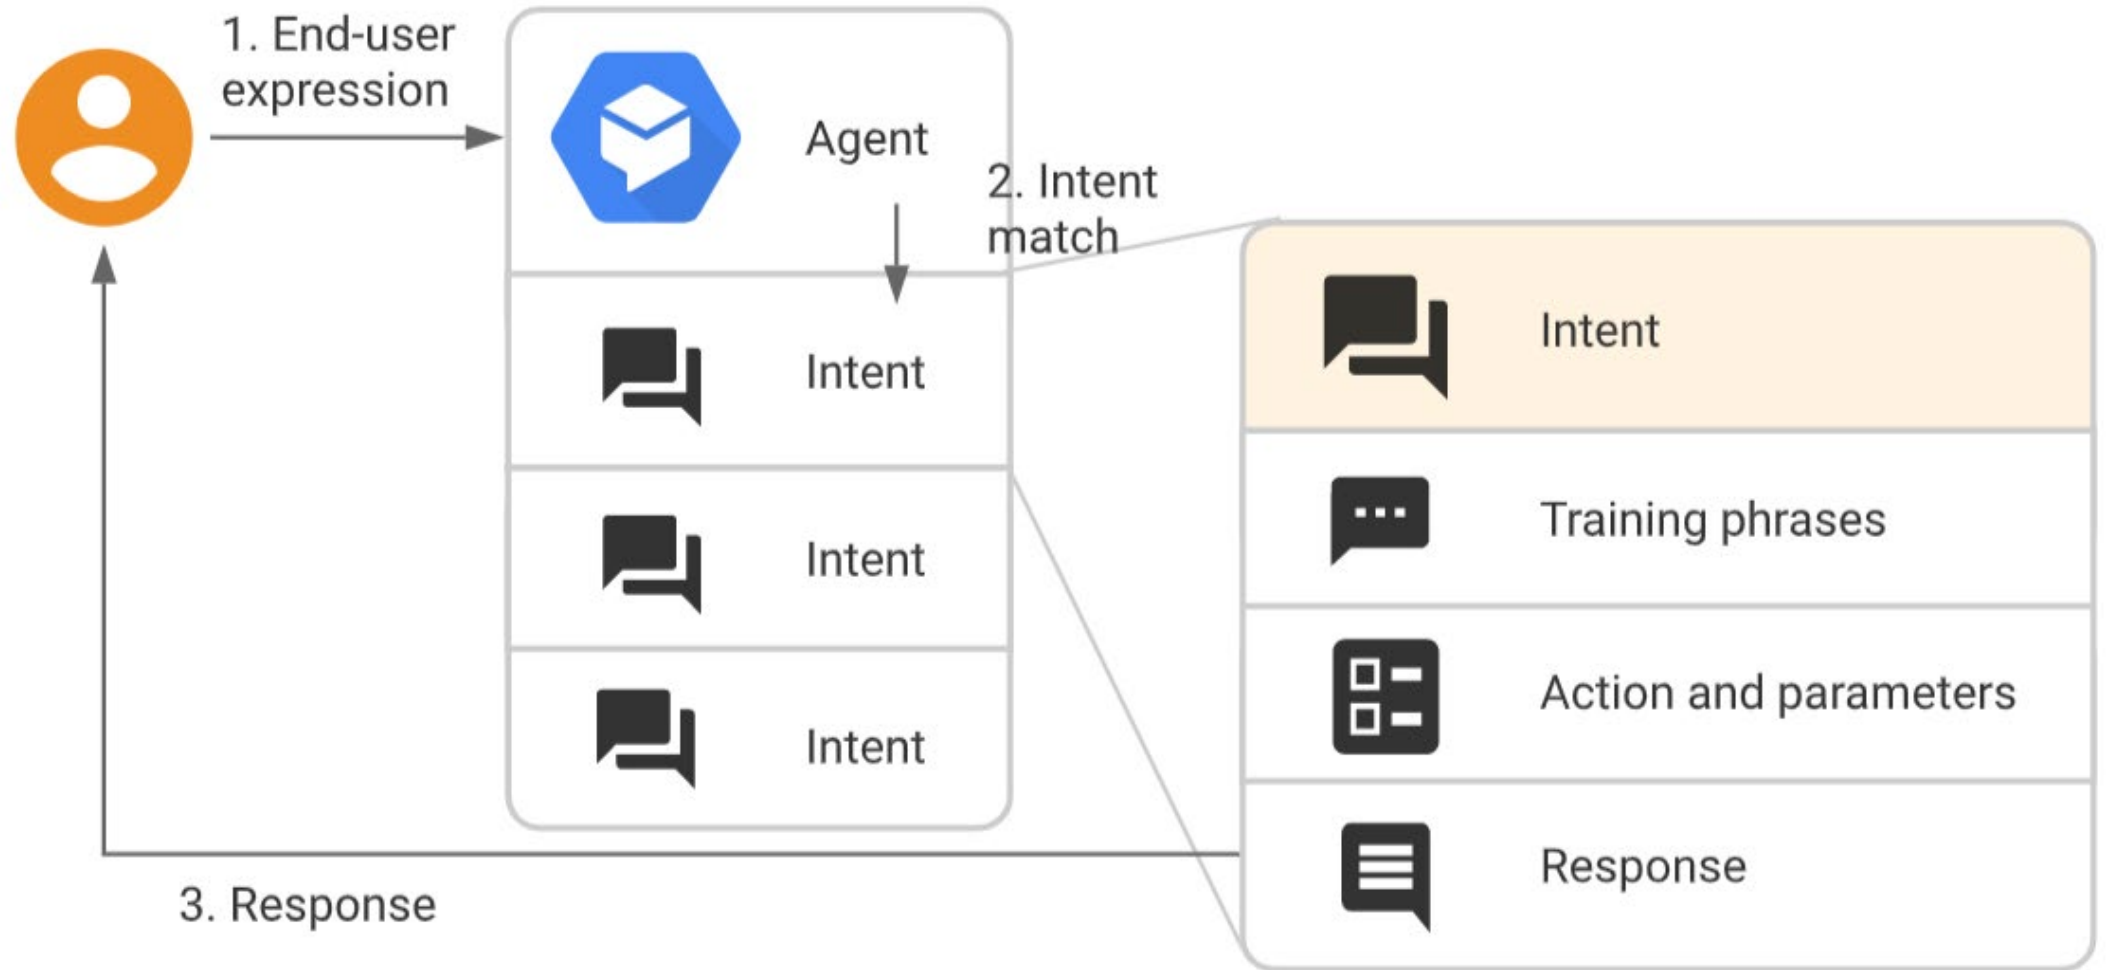 1. End-user
expression
Agent
2. Intent
match
Intent
Intent
Intent
Intent
Training phrases
Action and parameters
Response
3. Response